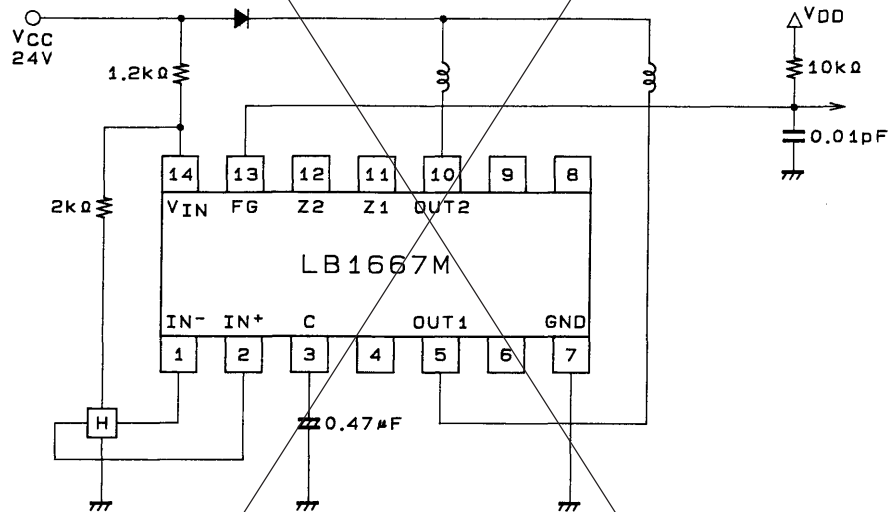 VCC
24V
1.2kΩ
VDD
10kΩ
0.01pF
14 13 12 11 10 9 8
VIN FG Z2 Z1 OUT2
2kΩ
LB1667M
IN- IN+ C OUT1 GND
1 2 3 4 5 6 7
H
0.47μF